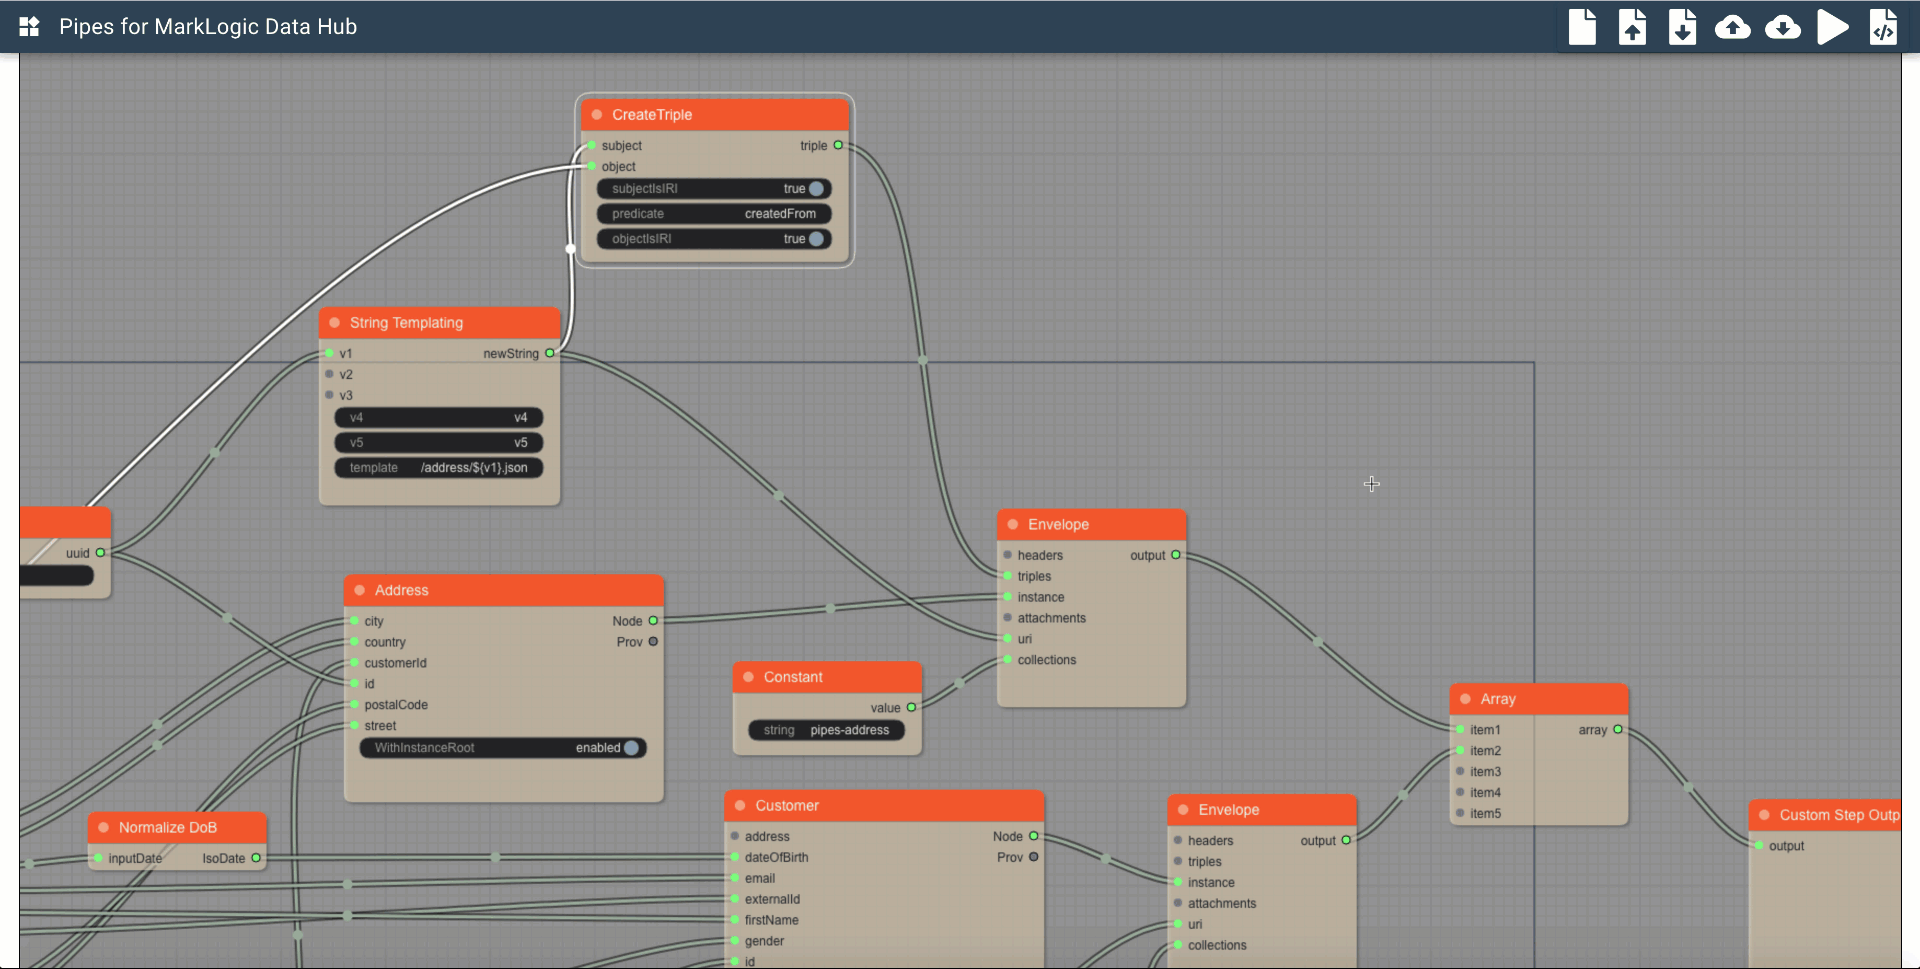 Pipes for MarkLogic Data Hub
CreateTriple
subject triple
object
subjectIsIRI true
predicate createdFrom
objectIsIRI true
String Templating
v1 newString
v2
v3
v4 v4
v5 v5
template /address/${v1}.json
uuid
Address
city Node
country Prov
customerId
id
postalCode
street
WithInstanceRoot enabled
Envelope
headers output
triples
instance
attachments
uri
collections
Constant
value
string pipes-address
Array
item1 array
item2
item3
item4
item5
Normalize DoB
inputDate IsoDate
Customer
address Node
dateOfBirth Prov
email
externalId
firstName
gender
id
Envelope
headers output
triples
instance
attachments
uri
collections
Custom Step Outp
output